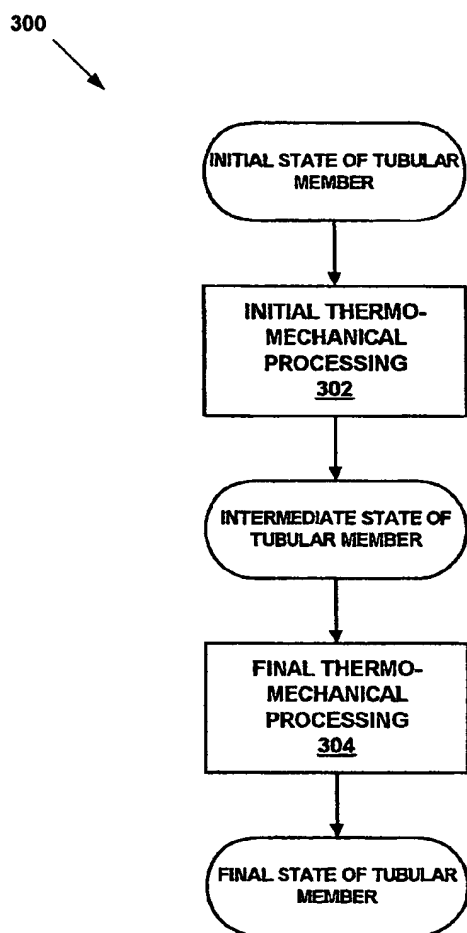 300
INITIAL STATE OF TUBULAR
MEMBER
INITIAL THERMO-
MECHANICAL
PROCESSING
302
INTERMEDIATE STATE OF
TUBULAR MEMBER
FINAL THERMO-
MECHANICAL
PROCESSING
304
FINAL STATE OF TUBULAR
MEMBER